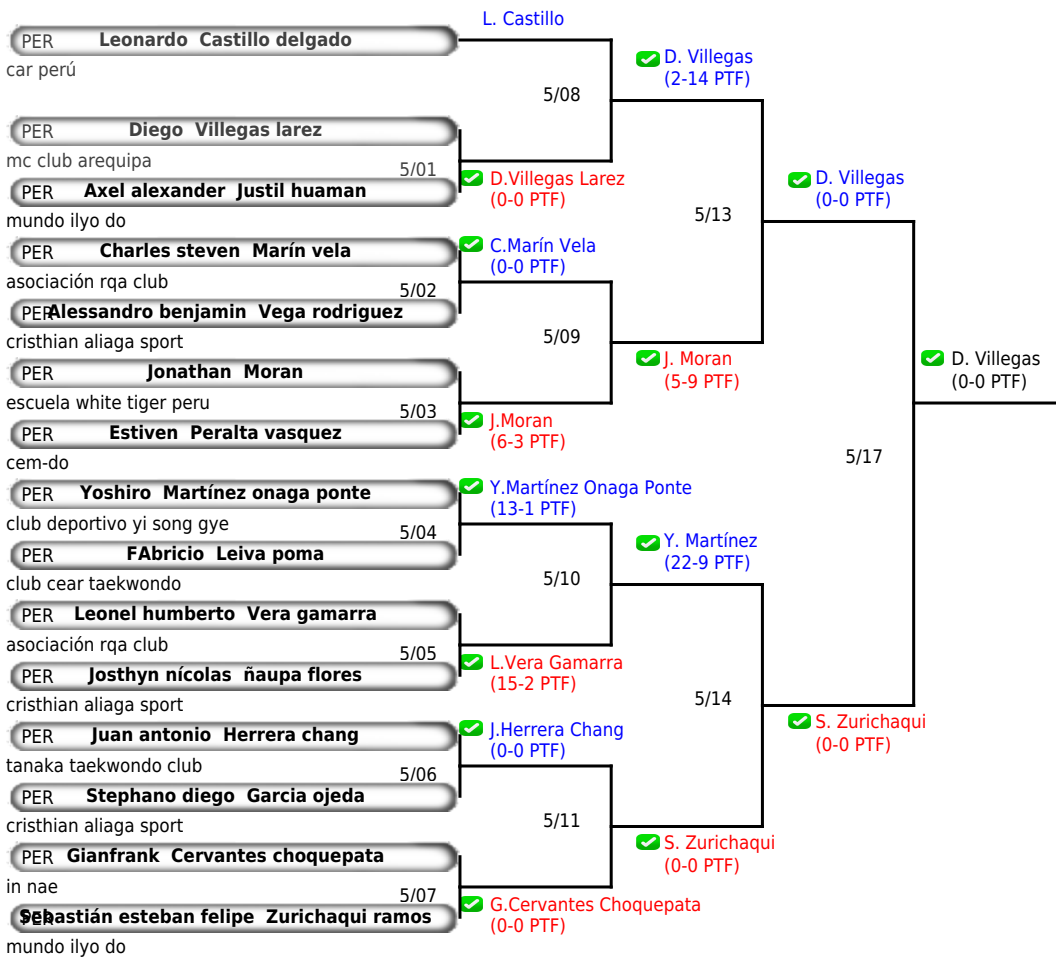 L. Castillo
PER Leonardo Castillo delgado
car perú
5/08
D. Villegas
(2-14 PTF)
PER Diego Villegas larez
mc club arequipa
5/01
PER Axel alexander Justil huaman
mundo ilyo do
D.Villegas Larez
(0-0 PTF)
5/13
D. Villegas
(0-0 PTF)
PER Charles steven Marín vela
asociación rqa club
C.Marín Vela
(0-0 PTF)
5/02
PER Alessandro benjamin Vega rodriguez
cristhian aliaga sport
5/09
J. Moran
(5-9 PTF)
D. Villegas
(0-0 PTF)
PER Jonathan Moran
escuela white tiger peru
5/03
PER Estiven Peralta vasquez
cem-do
J.Moran
(6-3 PTF)
5/17
PER Yoshiro Martínez onaga ponte
club deportivo yi song gye
Y.Martínez Onaga Ponte
(13-1 PTF)
5/04
PER FAbricio Leiva poma
club cear taekwondo
Y. Martínez
(22-9 PTF)
5/10
PER Leonel humberto Vera gamarra
asociación rqa club
5/05
PER Josthyn nícolas ñaupa flores
cristhian aliaga sport
L.Vera Gamarra
(15-2 PTF)
5/14
S. Zurichaqui
(0-0 PTF)
PER Juan antonio Herrera chang
tanaka taekwondo club
J.Herrera Chang
(0-0 PTF)
5/06
PER Stephano diego Garcia ojeda
cristhian aliaga sport
5/11
S. Zurichaqui
(0-0 PTF)
PER Gianfrank Cervantes choquepata
in nae
5/07
PER Sebastián esteban felipe Zurichaqui ramos
mundo ilyo do
G.Cervantes Choquepata
(0-0 PTF)